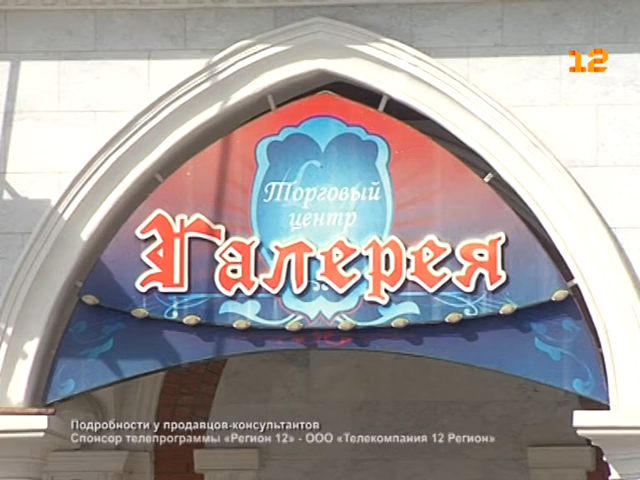 12
Торговый
центр
Галерея
Подробности у продавцов-консультантов
Спонсор телепрограммы «Регион 12» - ООО «Телекомпания 12 Регион»